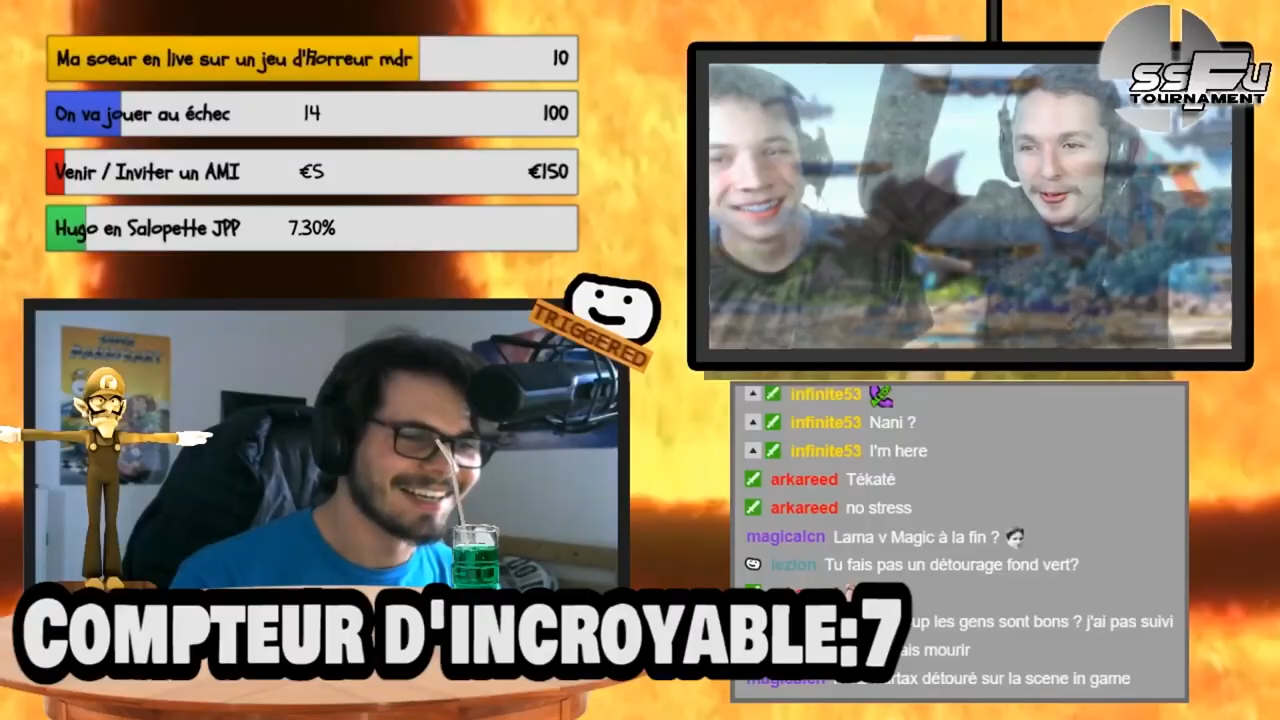 Ma soeur en live sur un jeu d'horreur mdr 10
On va jouer au échec 14 100
Venir / Inviter un AMI €5 €150
Hugo en Salopette JPP 7.30%
SSFU
TOURNAMENT
TRIGGERED
infinite53
infinite53 Nani ?
infinite53 I'm here
arkareed Tékaté
arkareed no stress
magicalcn Lama v Magic à la fin ?
lezion Tu fais pas un détourage fond vert?
up les gens sont bons ? j'ai pas suivi
ais mourir
magicalcn détouré sur la scene in game
COMPTEUR D'INCROYABLE:7